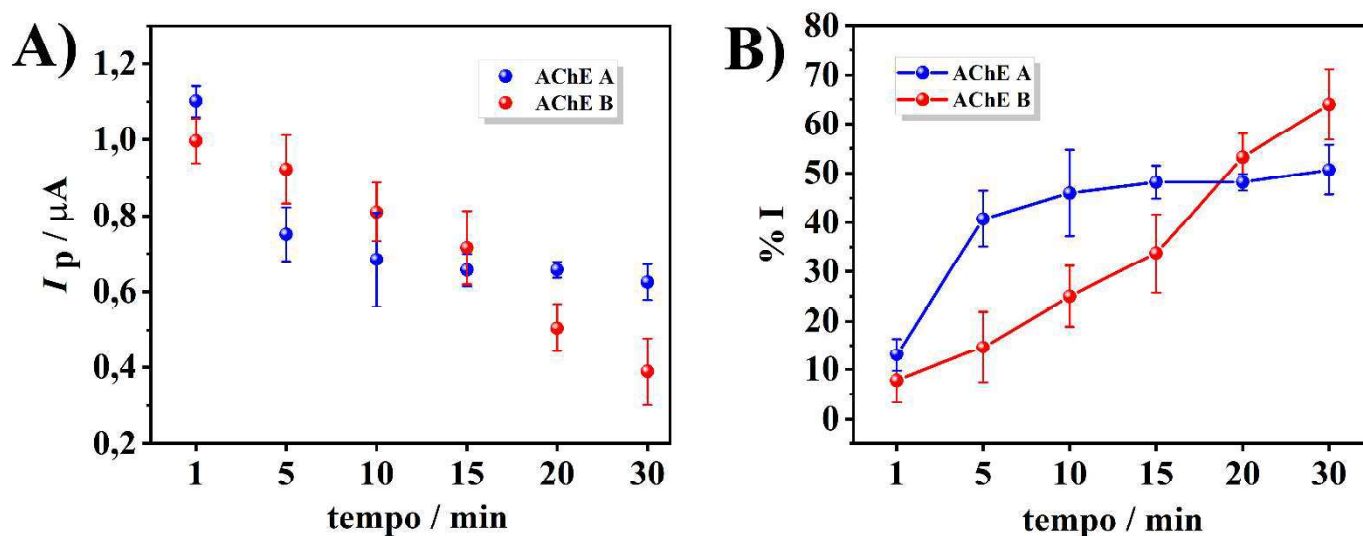 A)
I p / μA
1,2
1,0
0,8
0,6
0,4
0,2
AChE A
AChE B
1 5 10 15 20 30
tempo / min
B)
% I
80
70
60
50
40
30
20
10
0
AChE A
AChE B
1 5 10 15 20 30
tempo / min